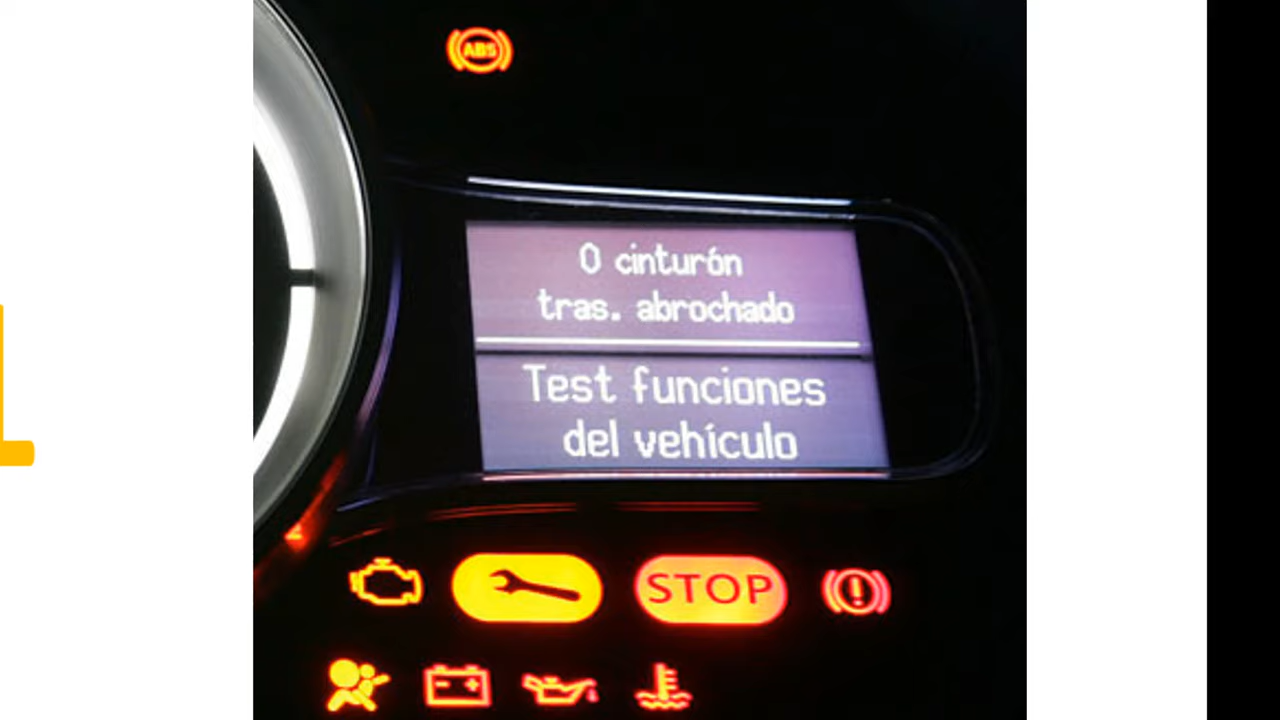 ABS
0 cinturón
tras. abrochado
Test funciones
del vehículo
STOP